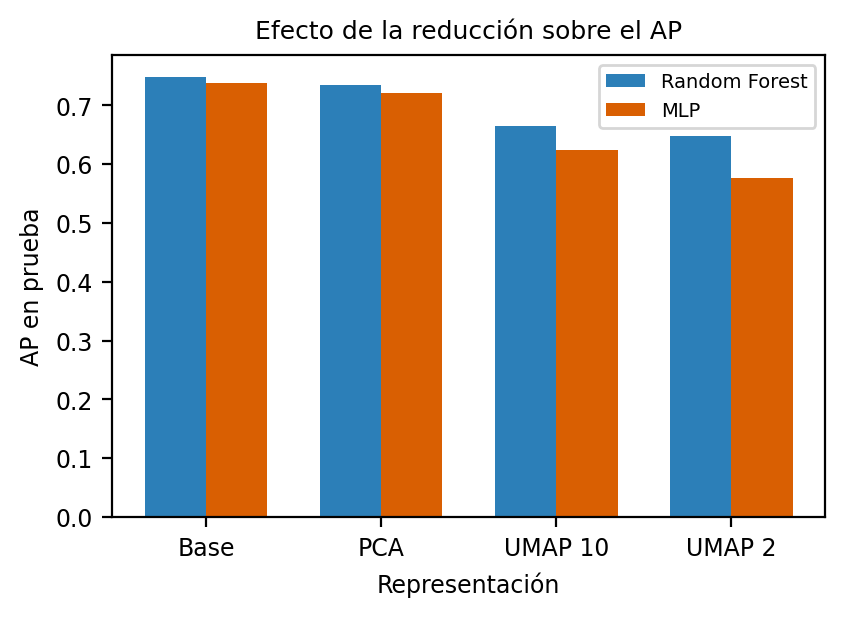 Efecto de la reducción sobre el AP
Random Forest
MLP
AP en prueba
0.7
0.6
0.5
0.4
0.3
0.2
0.1
0.0
Base
PCA
UMAP 10
UMAP 2
Representación